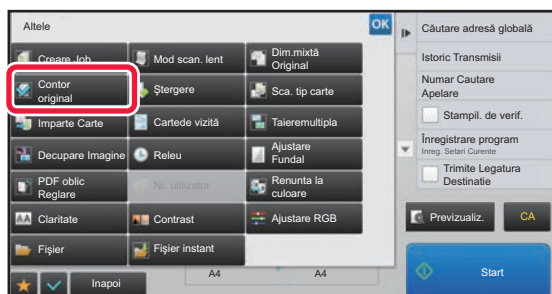 Altele
OK
Creare Job
Mod scan. lent
Dim.mixtă
Original
Contor
original
Ştergere
Sca. tip carte
Imparte Carte
Cartede vizită
Taieremultipla
Decupare Imagine
Releu
Ajustare
Fundal
PDF oblic
Reglare
Nr. utilizator
Renunta la
culoare
Claritate
Contrast
Ajustare RGB
Fişier
Fişier instant
Inapoi
A4
A4
Căutare adresă globală
Istoric Transmisii
Numar Cautare
Apelare
Stampil. de verif.
Înregistrare program
Inreg. Setari Curente
Trimite Legatura
Destinatie
Previzualiz.
CA
Start